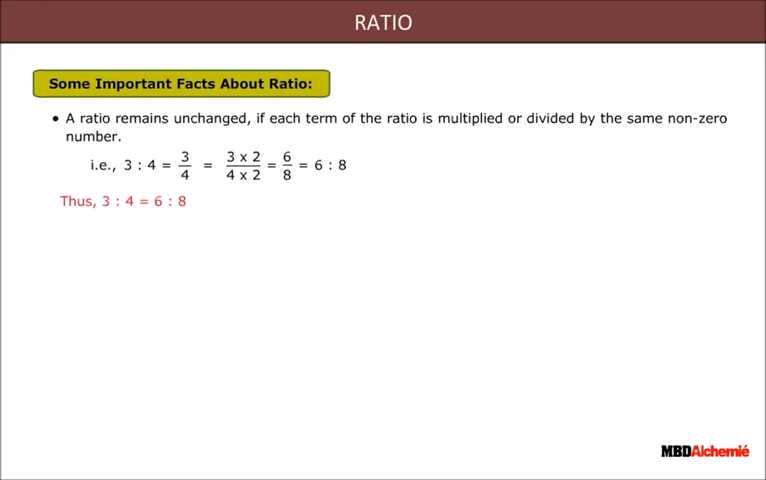 RATIO
Some Important Facts About Ratio:
• A ratio remains unchanged, if each term of the ratio is multiplied or divided by the same non-zero
number.
i.e., 3 : 4 = 3/4 = 3 x 2/4 x 2 = 6/8 = 6 : 8
Thus, 3 : 4 = 6 : 8
MBDAlchemié